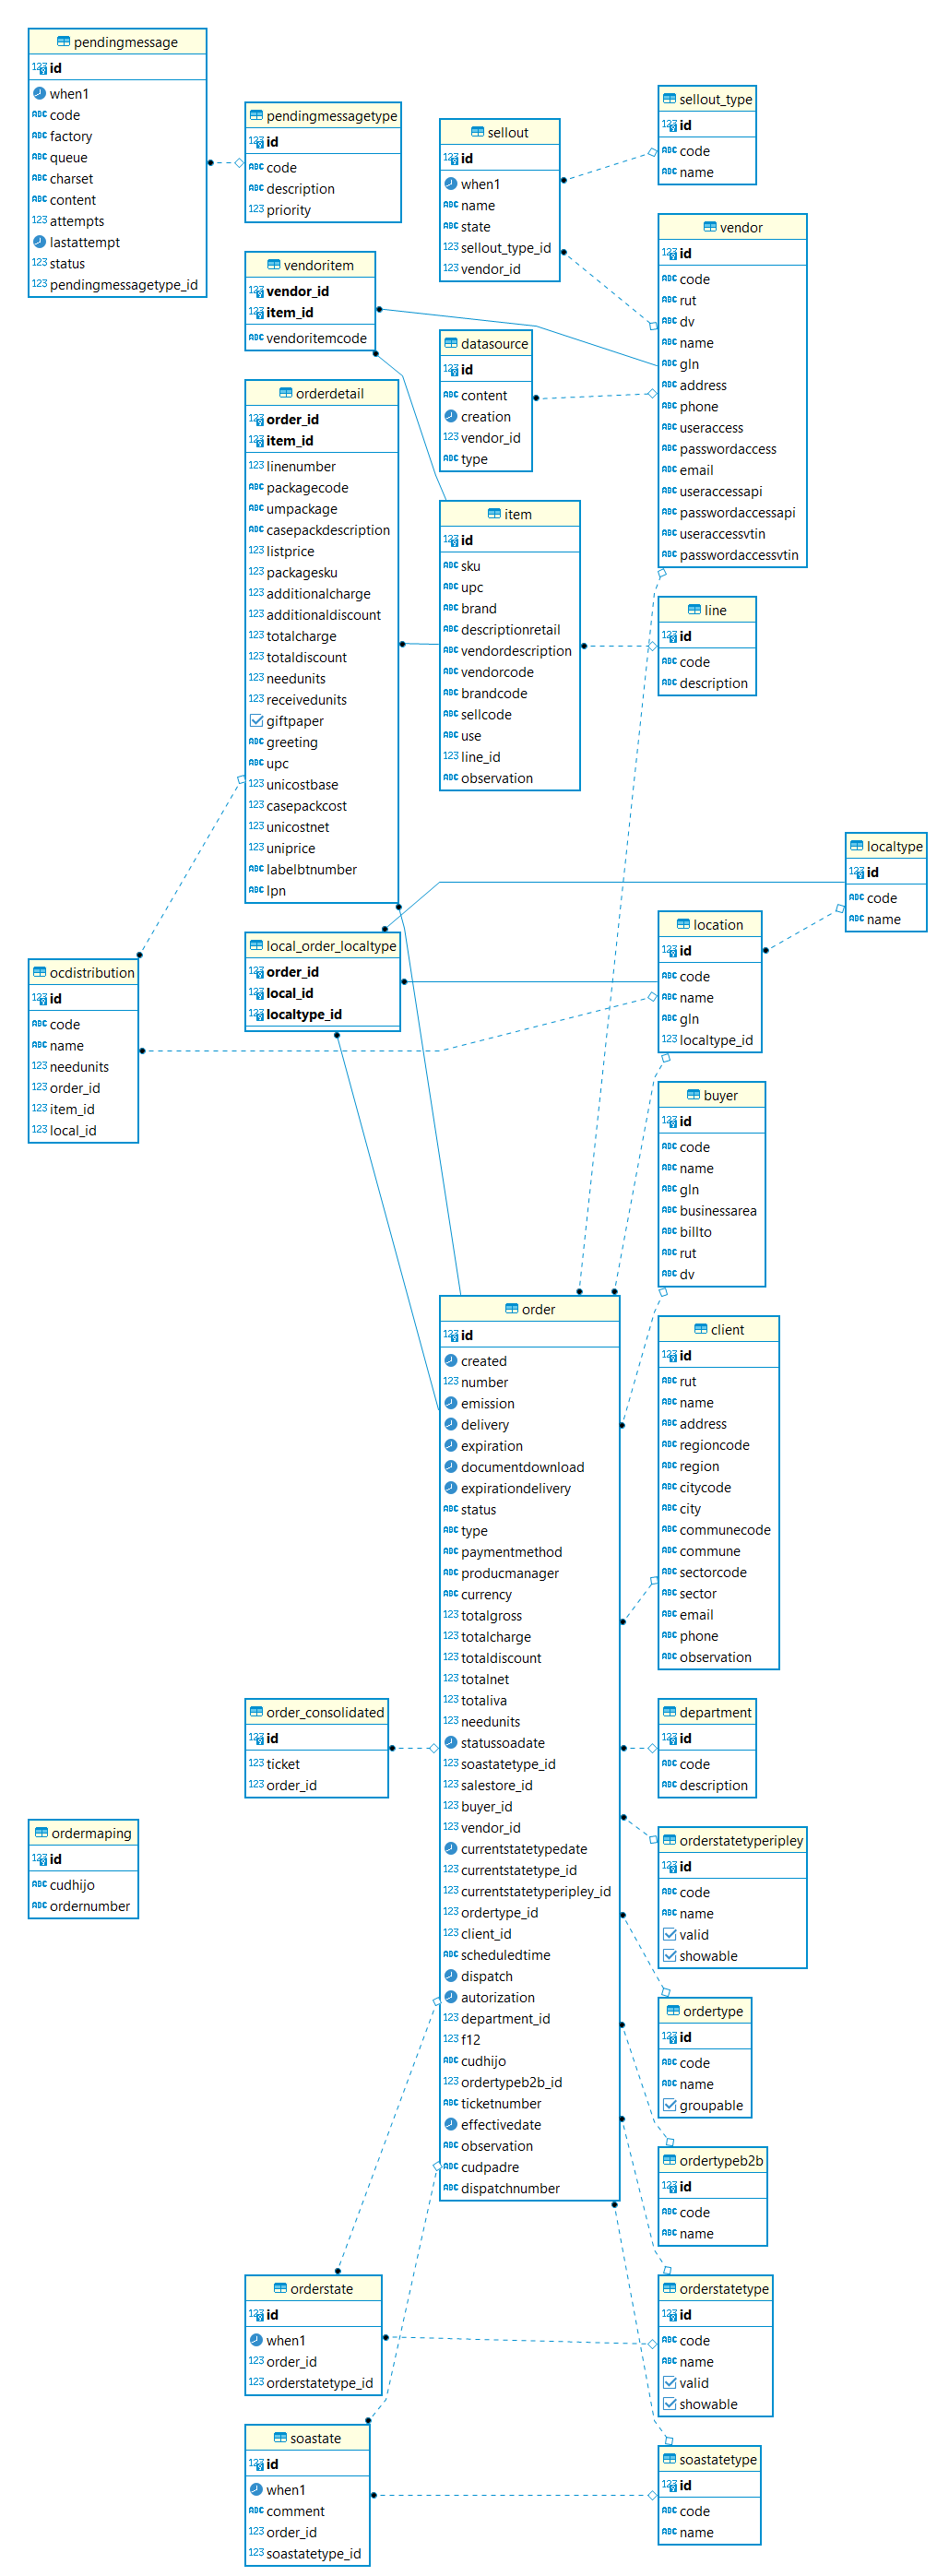 pendingmessage
id
when1
code
factory
queue
charset
content
attempts
lastattempt
status
pendingmessagetype_id
pendingmessagetype
id
code
description
priority
sellout
id
when1
name
state
sellout_type_id
vendor_id
sellout_type
id
code
name
vendor
id
code
rut
dv
name
gln
address
phone
useraccess
passwordaccess
email
useraccessapi
passwordaccessapi
useraccessvtin
passwordaccessvtin
vendoritem
vendor_id
item_id
vendoritemcode
datasource
id
content
creation
vendor_id
type
orderdetail
order_id
item_id
linenumber
packagecode
umpackage
casepackdescription
listprice
packagesku
additionalcharge
additionaldiscount
totalcharge
totaldiscount
needunits
receivedunits
giftpaper
greeting
upc
unicostbase
casepackcost
unicostnet
uniprice
labelbtnumber
lpn
item
id
sku
upc
brand
descriptionretail
vendordescription
vendorcode
brandcode
sellcode
use
line_id
observation
line
id
code
description
localtype
id
code
name
location
id
code
name
gln
localtype_id
local_order_localtype
order_id
local_id
localtype_id
ocdistribution
id
code
name
needunits
order_id
item_id
local_id
buyer
id
code
name
gln
businessarea
billto
rut
dv
order
id
created
number
emission
delivery
expiration
documentdownload
expirationdelivery
status
type
paymentmethod
producmanager
currency
totalgross
totalcharge
totaldiscount
totalnet
totaliva
needunits
statussoadate
soastatetype_id
salestore_id
buyer_id
vendor_id
currentstatetypedate
currentstatetype_id
currentstatetyperipley_id
ordertype_id
client_id
scheduledtime
dispatch
autorization
department_id
f12
cudhijo
ordertypeb2b_id
ticketnumber
effectivedate
observation
cudpadre
dispatchnumber
client
id
rut
name
address
regioncode
region
citycode
city
communecode
commune
sectorcode
sector
email
phone
observation
order_consolidated
id
ticket
order_id
department
id
code
description
ordermaping
id
cudhijo
ordernumber
orderstatetyperipley
id
code
name
valid
showable
ordertype
id
code
name
groupable
ordertypeb2b
id
code
name
orderstate
id
when1
order_id
orderstatetype_id
orderstatetype
id
code
name
valid
showable
soastate
id
when1
comment
order_id
soastatetype_id
soastatetype
id
code
name